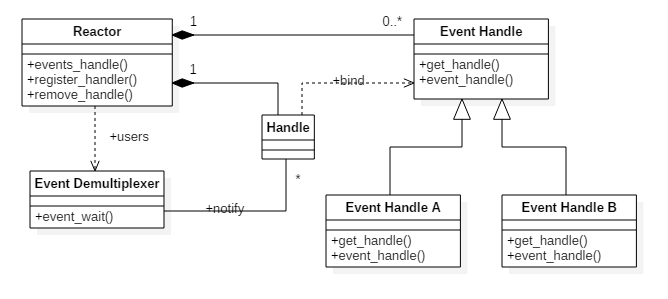 Reactor
+events_handle()
+register_handler()
+remove_handle()
1
0..*
Event Handle
+get_handle()
+event_handle()
1
+bind
Handle
+users
Event Demultiplexer
+event_wait()
+notify
*
Event Handle A
+get_handle()
+event_handle()
Event Handle B
+get_handle()
+event_handle()